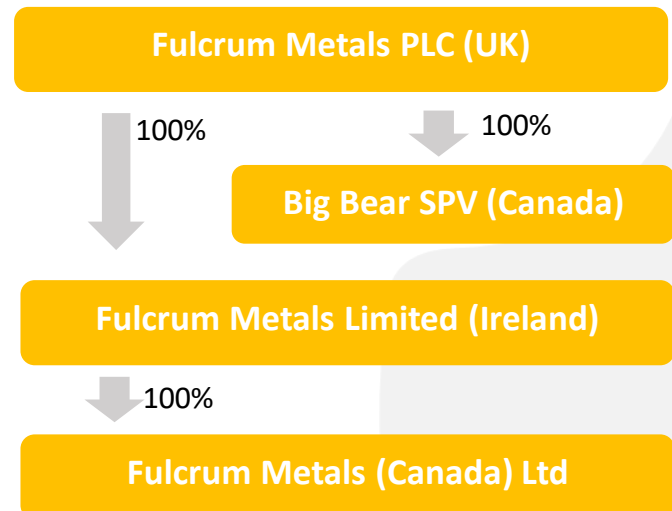 Fulcrum Metals PLC (UK)
100%
100%
Big Bear SPV (Canada)
Fulcrum Metals Limited (Ireland)
100%
Fulcrum Metals (Canada) Ltd